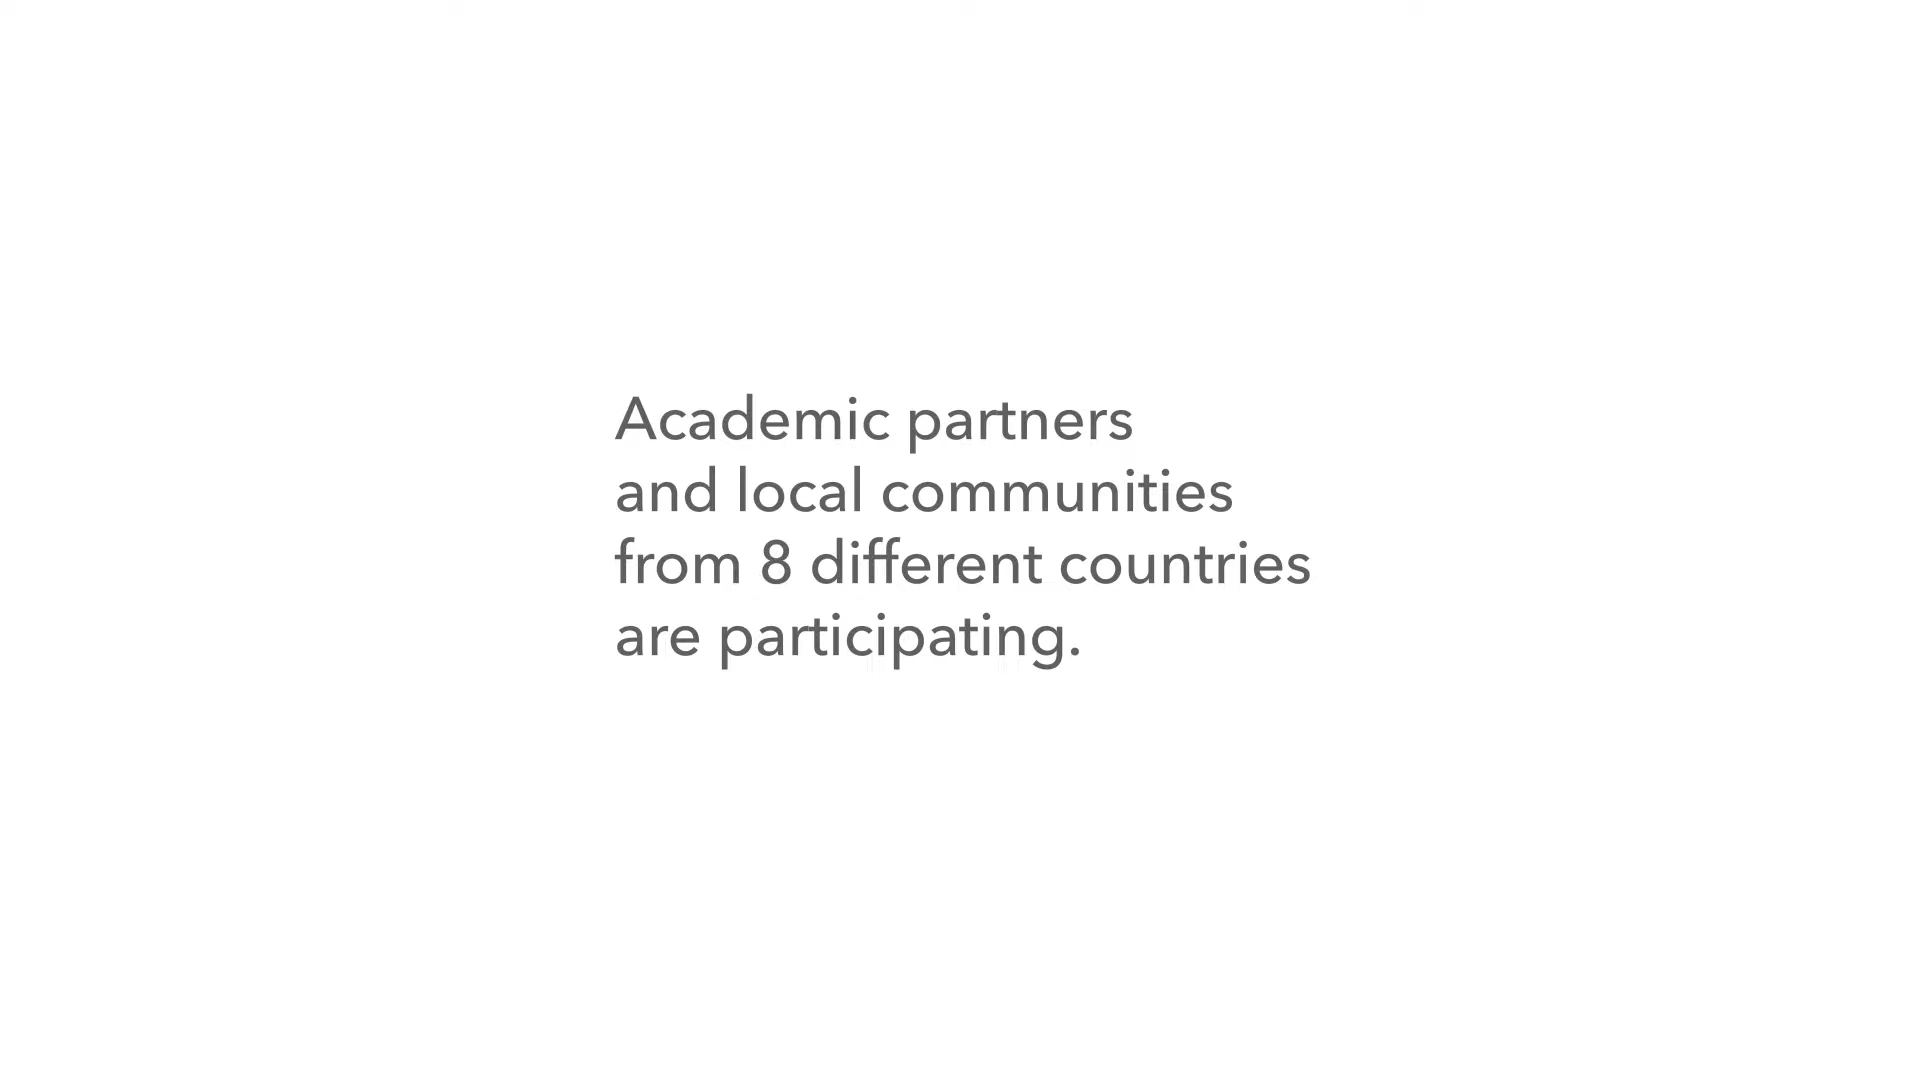 Academic partners
and local communities
from 8 different countries
are participating.